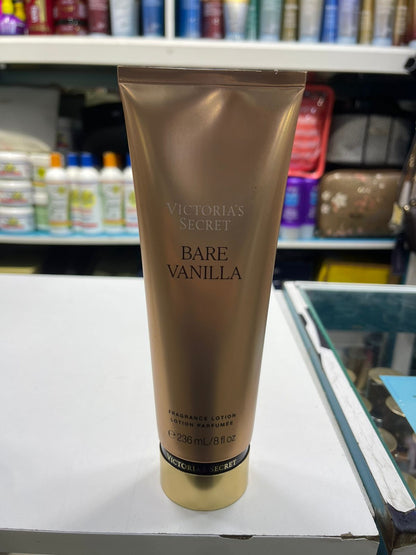 VICTORIA'S
SECRET
BARE
VANILLA
FRAGRANCE LOTION
LOTION PARFUMÉE
℮ 236 mL/8 fl oz
VICTORIA'S SECRET